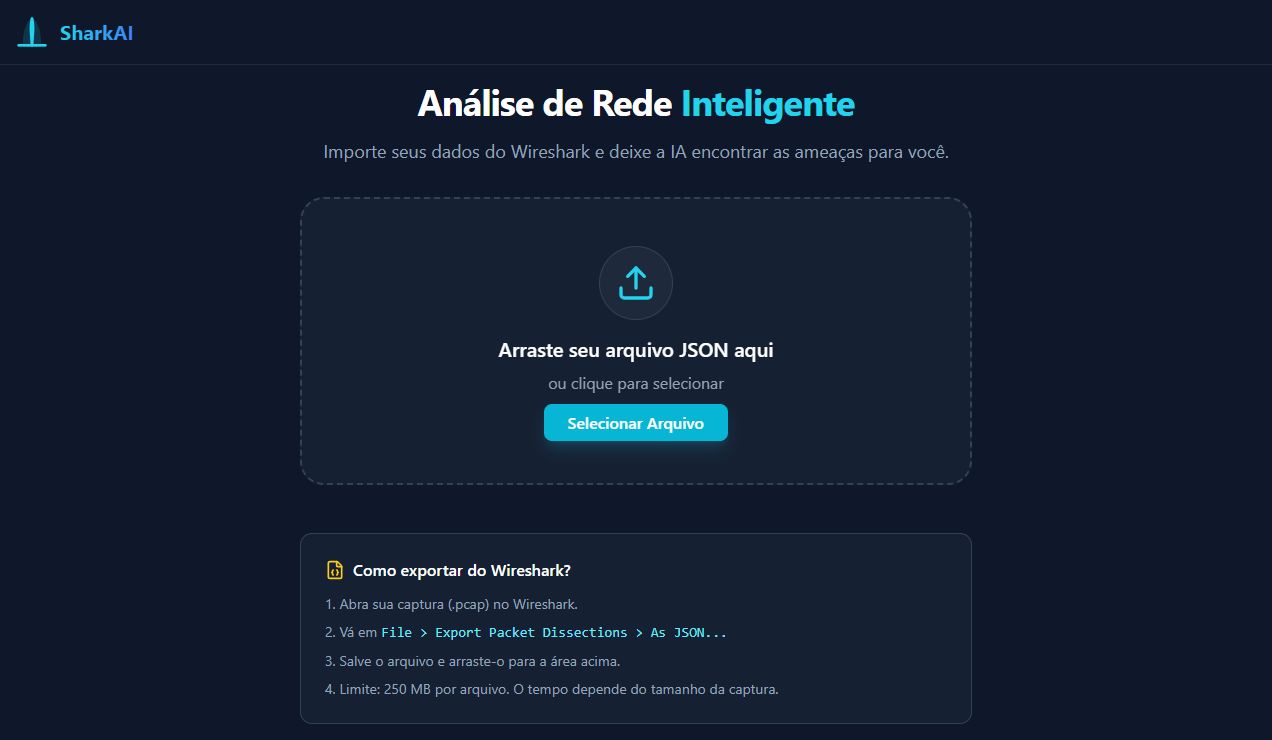 SharkAI
Análise de Rede Inteligente
Importe seus dados do Wireshark e deixe a IA encontrar as ameaças para você.
Arraste seu arquivo JSON aqui
ou clique para selecionar
Selecionar Arquivo
Como exportar do Wireshark?
1. Abra sua captura (.pcap) no Wireshark.
2. Vá em File > Export Packet Dissections > As JSON...
3. Salve o arquivo e arraste-o para a área acima.
4. Limite: 250 MB por arquivo. O tempo depende do tamanho da captura.